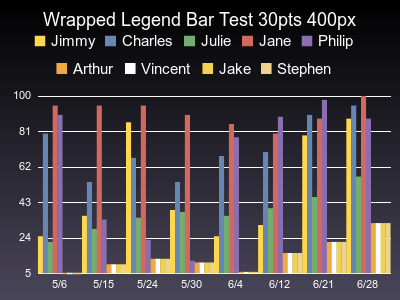 Wrapped Legend Bar Test 30pts 400px
Jimmy Charles Julie Jane Philip
Arthur Vincent Jake Stephen
100
81
62
43
24
5
5/6 5/15 5/24 5/30 6/4 6/12 6/21 6/28